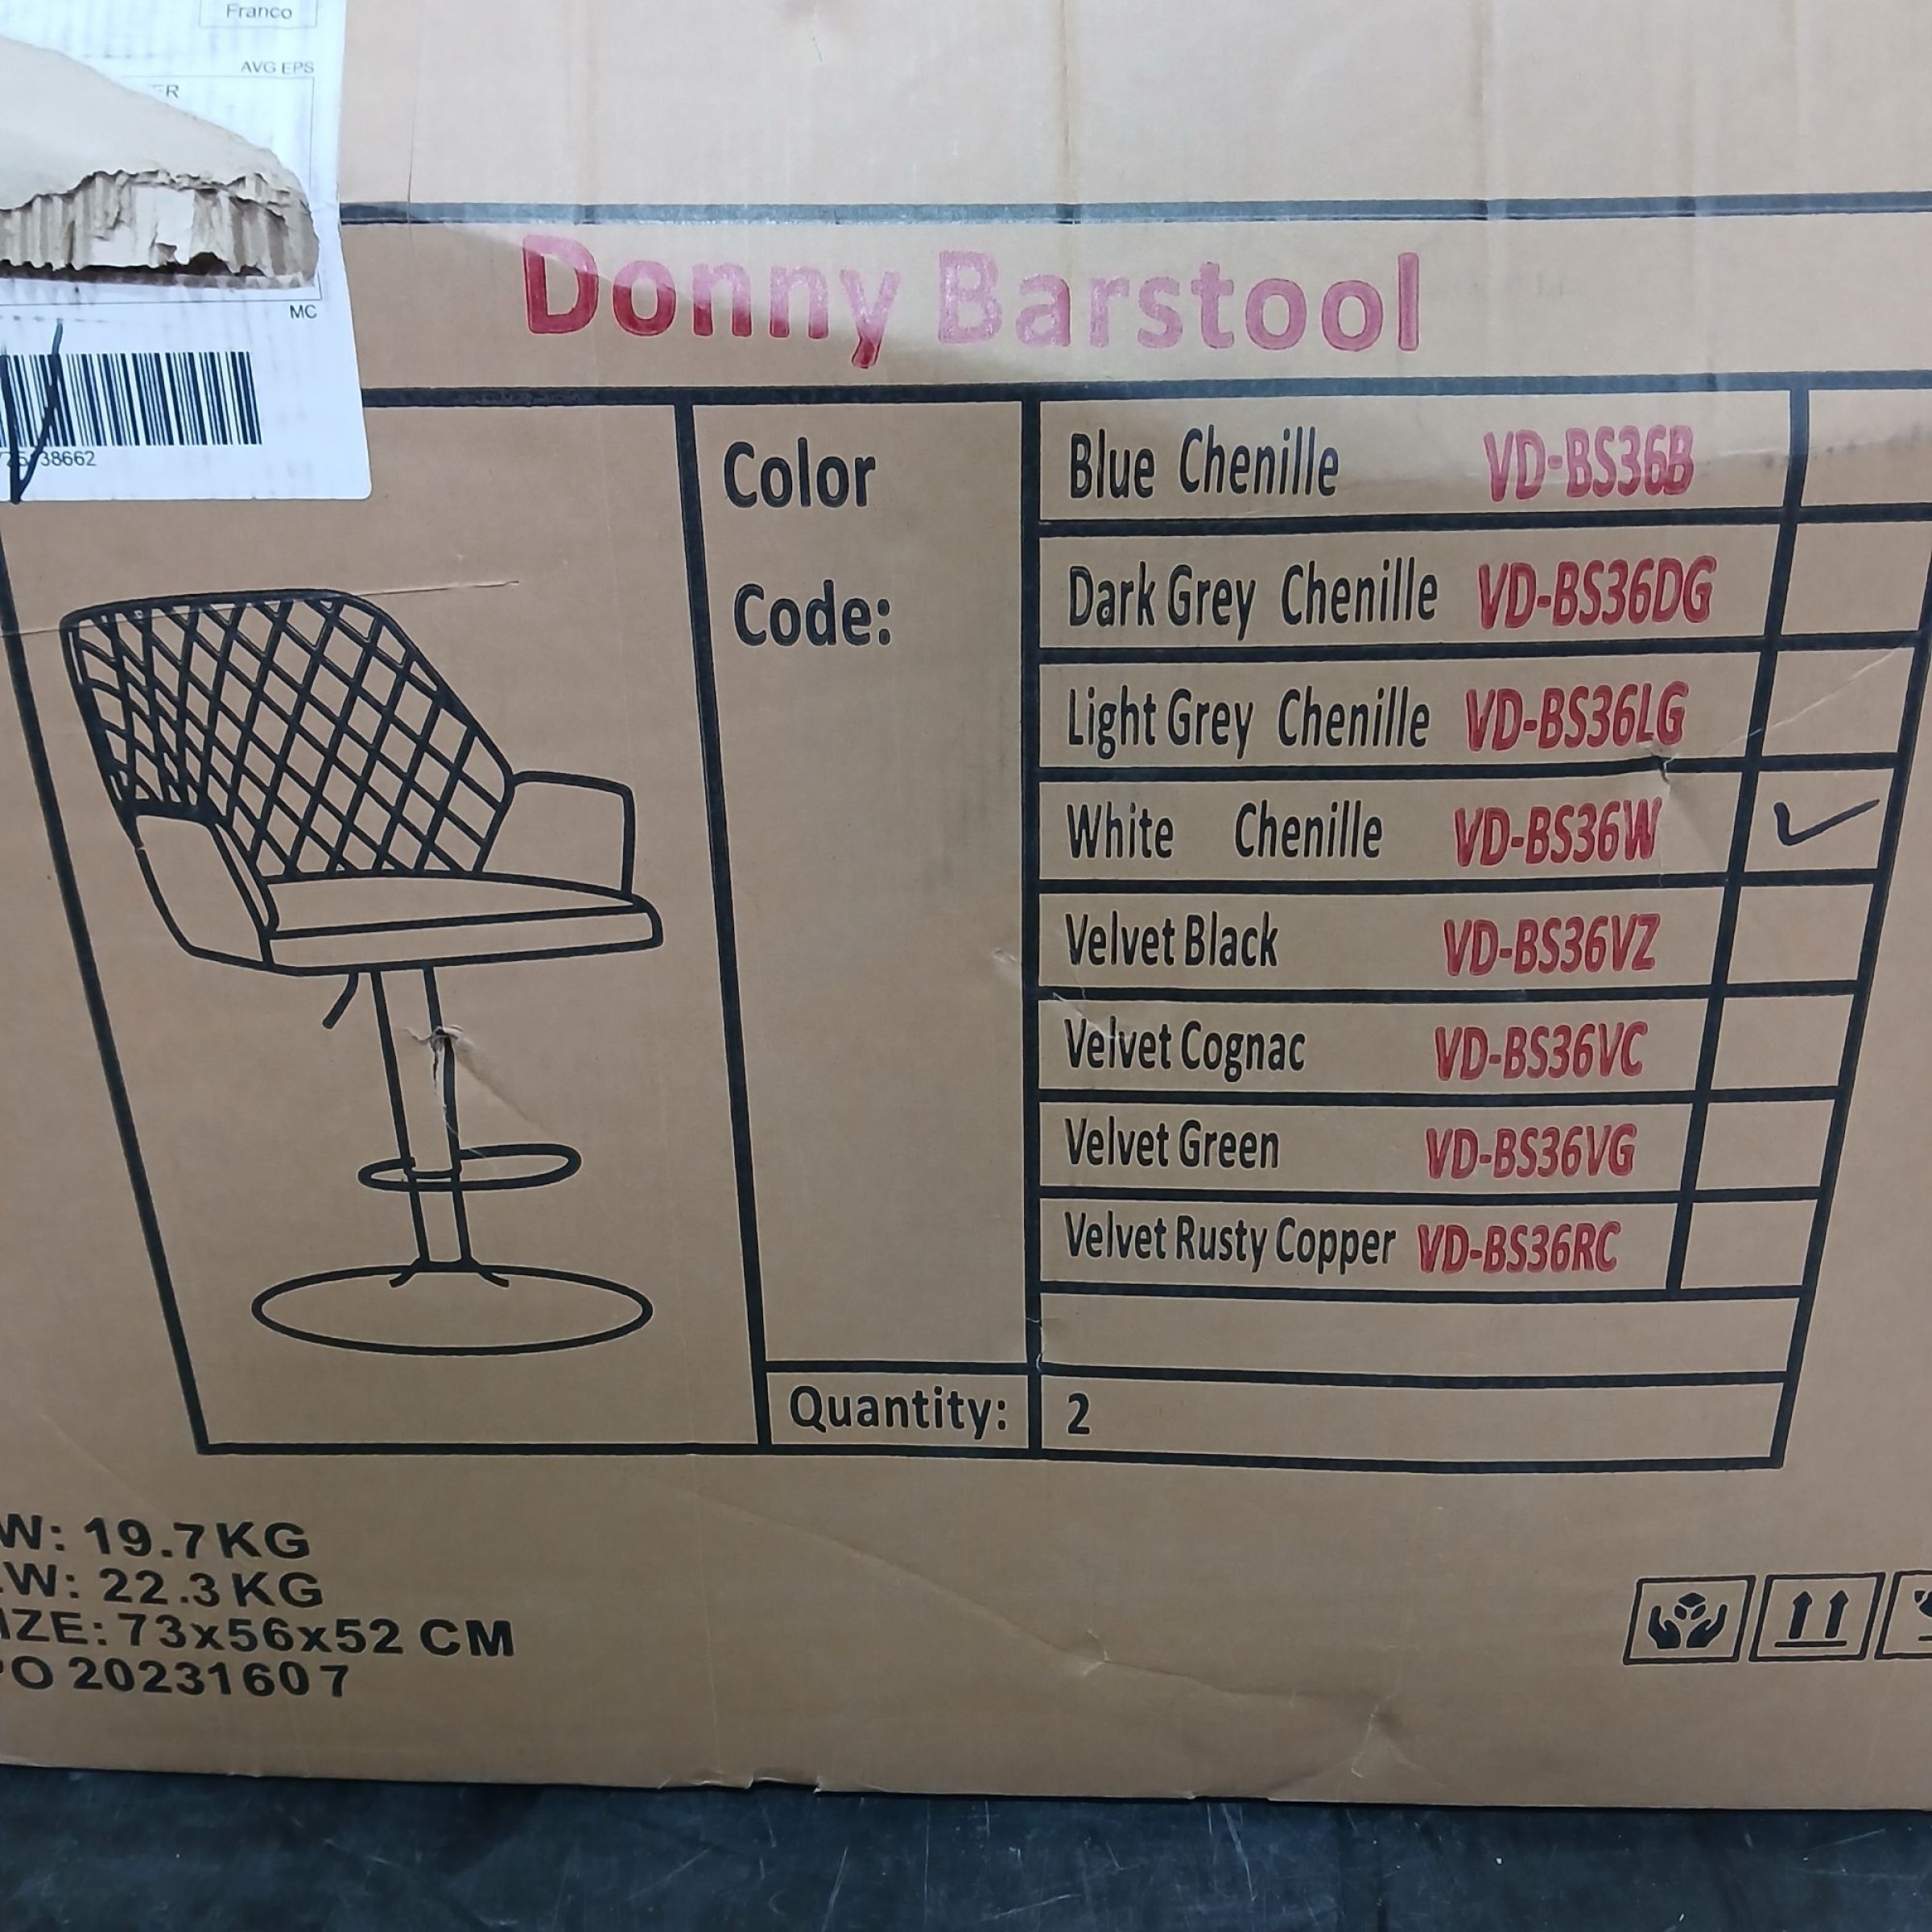 Franco
AVG EPS
MC
38662
Donny Barstool
Color
Code:
Blue Chenille VD-BS36B
Dark Grey Chenille VD-BS36DG
Light Grey Chenille VD-BS36LG
White Chenille VD-BS36W
Velvet Black VD-BS36VZ
Velvet Cognac VD-BS36VC
Velvet Green VD-BS36VG
Velvet Rusty Copper VD-BS36RC
Quantity: 2
W: 19.7KG
.W: 22.3KG
IZE: 73x56x52 CM
O 20231607